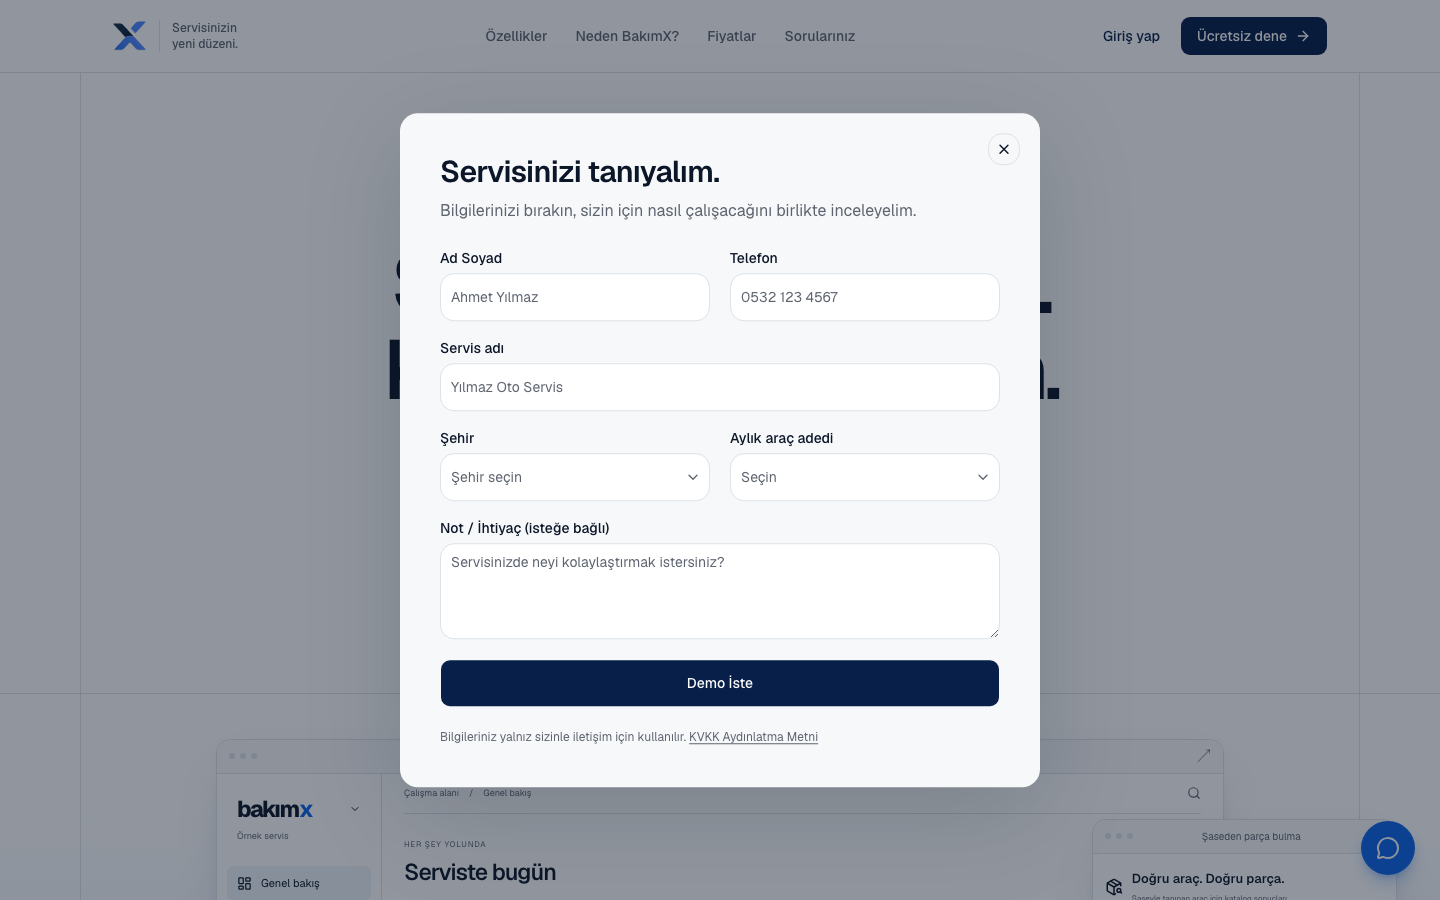 Servisinizin
yeni düzeni.
Özellikler
Neden BakımX?
Fiyatlar
Sorularınız
Giriş yap
Ücretsiz dene
Servisinizi tanıyalım.
Bilgilerinizi bırakın, sizin için nasıl çalışacağını birlikte inceleyelim.
Ad Soyad
Telefon
Ahmet Yılmaz
0532 123 4567
Servis adı
Yılmaz Oto Servis
Şehir
Aylık araç adedi
Şehir seçin
Seçin
Not / İhtiyaç (isteğe bağlı)
Servisinizde neyi kolaylaştırmak istersiniz?
Demo İste
Bilgileriniz yalnız sizinle iletişim için kullanılır. KVKK Aydınlatma Metni
bakımx
Örnek servis
Genel bakış
Çalışma alanı / Genel bakış
HER ŞEY YOLUNDA
Serviste bugün
Şaseden parça bulma
Doğru araç. Doğru parça.